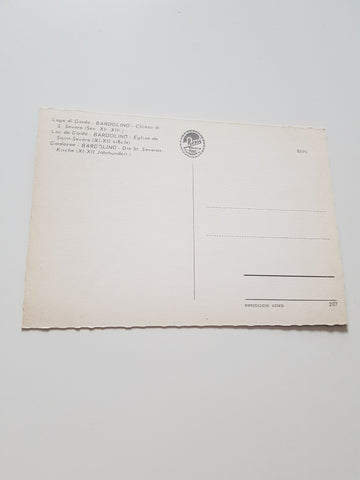 Lago di Garda - BARDOLINO - Chiesa di
S. Severo (Sec. XI - XII.)
Lac de Garda - BARDOLINO - Eglise de
Saint-Severo (XI-XII siècle)
Gardasee - BARDOLINO - Die St. Severus
Kirche (XI-XII Jahrhundert.)
RIPRODUZIONE VIETATA
207